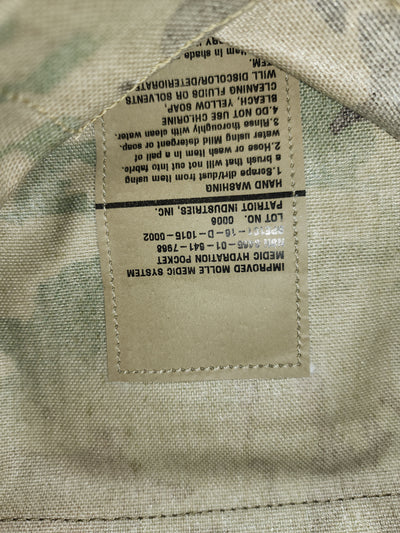 IMPROVED MOLLE MEDIC SYSTEM
MEDIC HYDRATION POCKET
8465-01-641-7988
16-D-1015-0002
LOT NO. 0006
PATRIOT INDUSTRIES, INC
HAND WASHING
1.Scrape dirt/dust from item using
a brush that will not cut into fabric.
2.Hose or wash item in a pail of
water using Mild detergent or soap.
3.Rinse thoroughly with clean water.
4.DO NOT USE CHLORINE
BLEACH, YELLOW SOAP,
CLEANING FLUID OR SOLVENTS
WILL DISCOLOR/DETERIORATE
item in shade